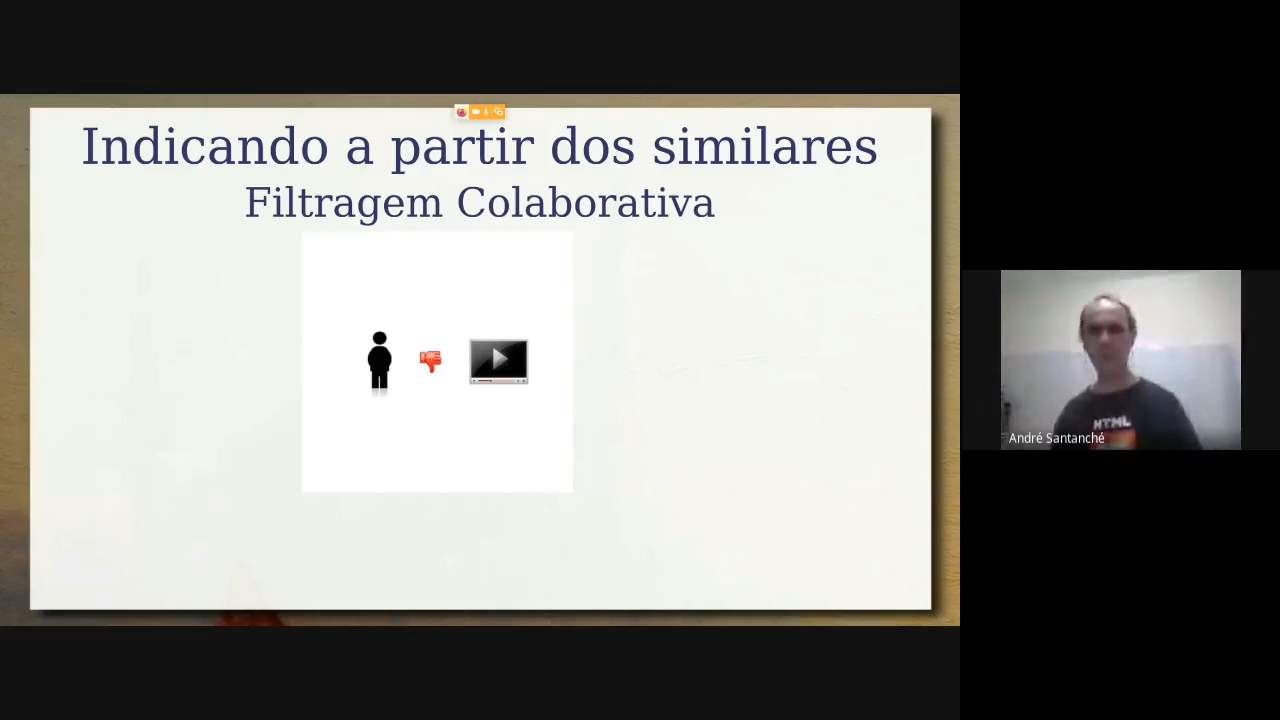 Indicando a partir dos similares
Filtragem Colaborativa
HTML
André Santanché